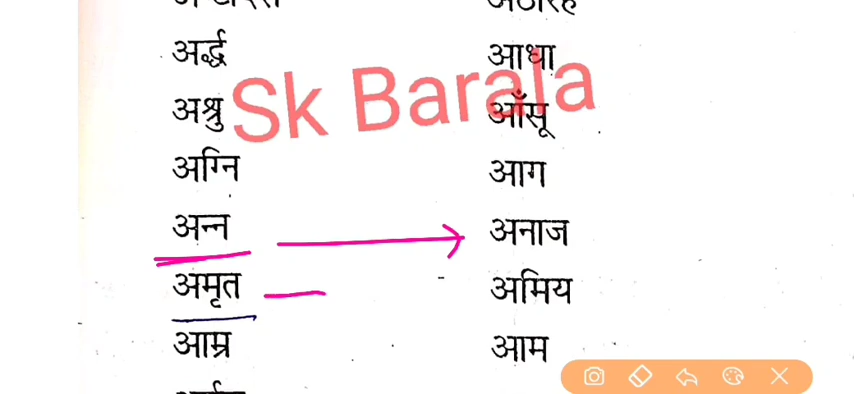 अर्द्ध आधा
अश्रु आँसू
Sk Barala
अग्नि आग
अन्न अनाज
अमृत अमिय
आम्र आम